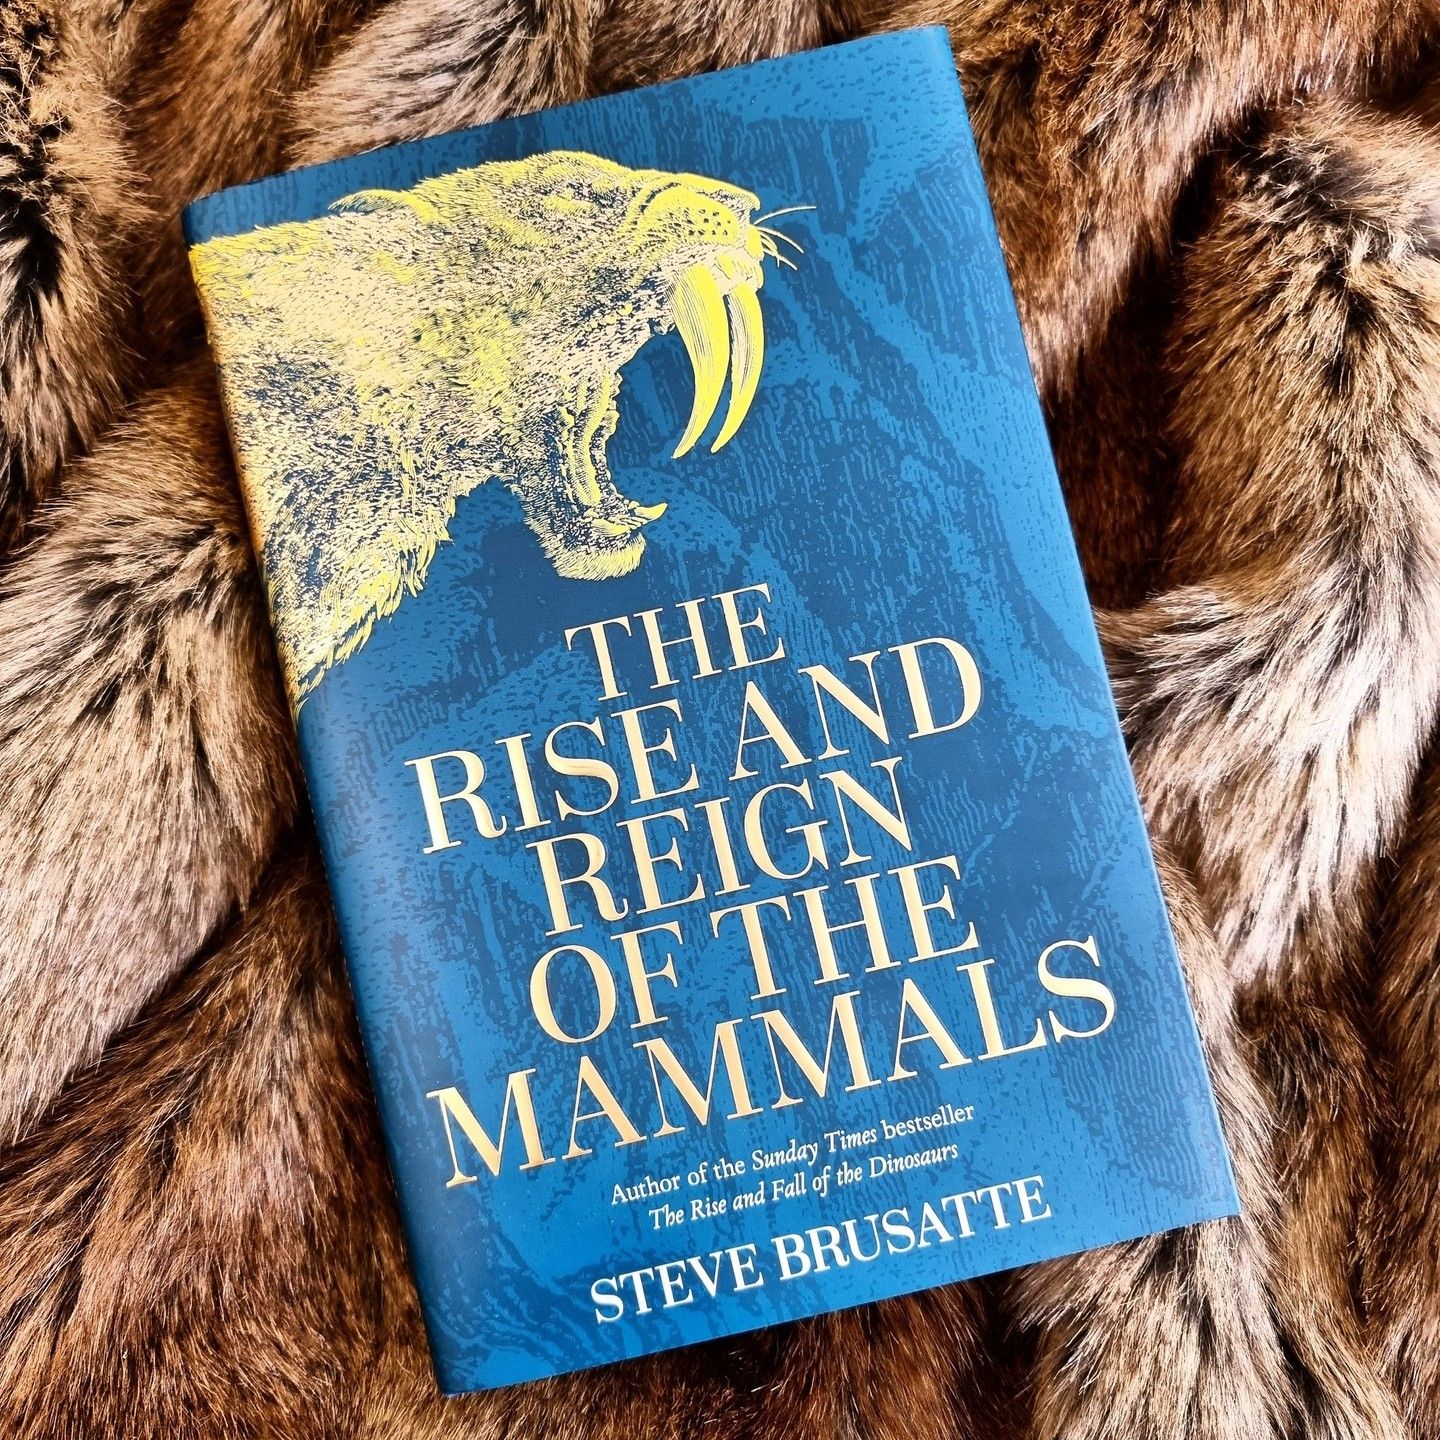 THE
RISE AND
REIGN
OF THE
MAMMALS
Author of the Sunday Times bestseller
The Rise and Fall of the Dinosaurs
STEVE BRUSATTE